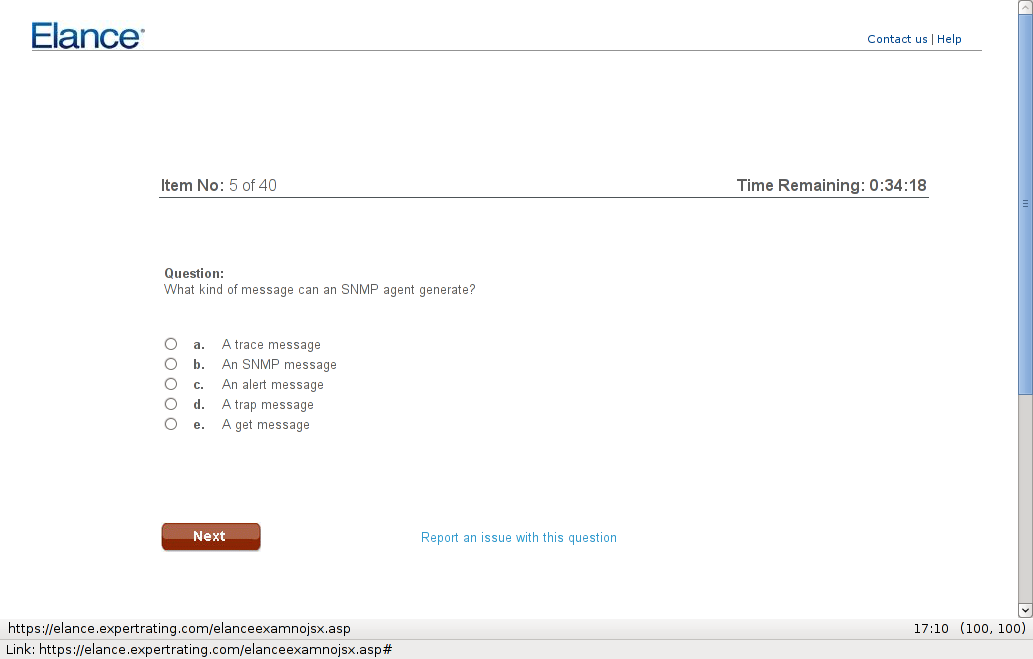 Elance®
Contact us | Help
Item No: 5 of 40 Time Remaining: 0:34:18
Question:
What kind of message can an SNMP agent generate?
a. A trace message
b. An SNMP message
c. An alert message
d. A trap message
e. A get message
Next Report an issue with this question
https://elance.expertrating.com/elanceexamnojsx.asp 17:10 (100, 100)
Link: https://elance.expertrating.com/elanceexamnojsx.asp#